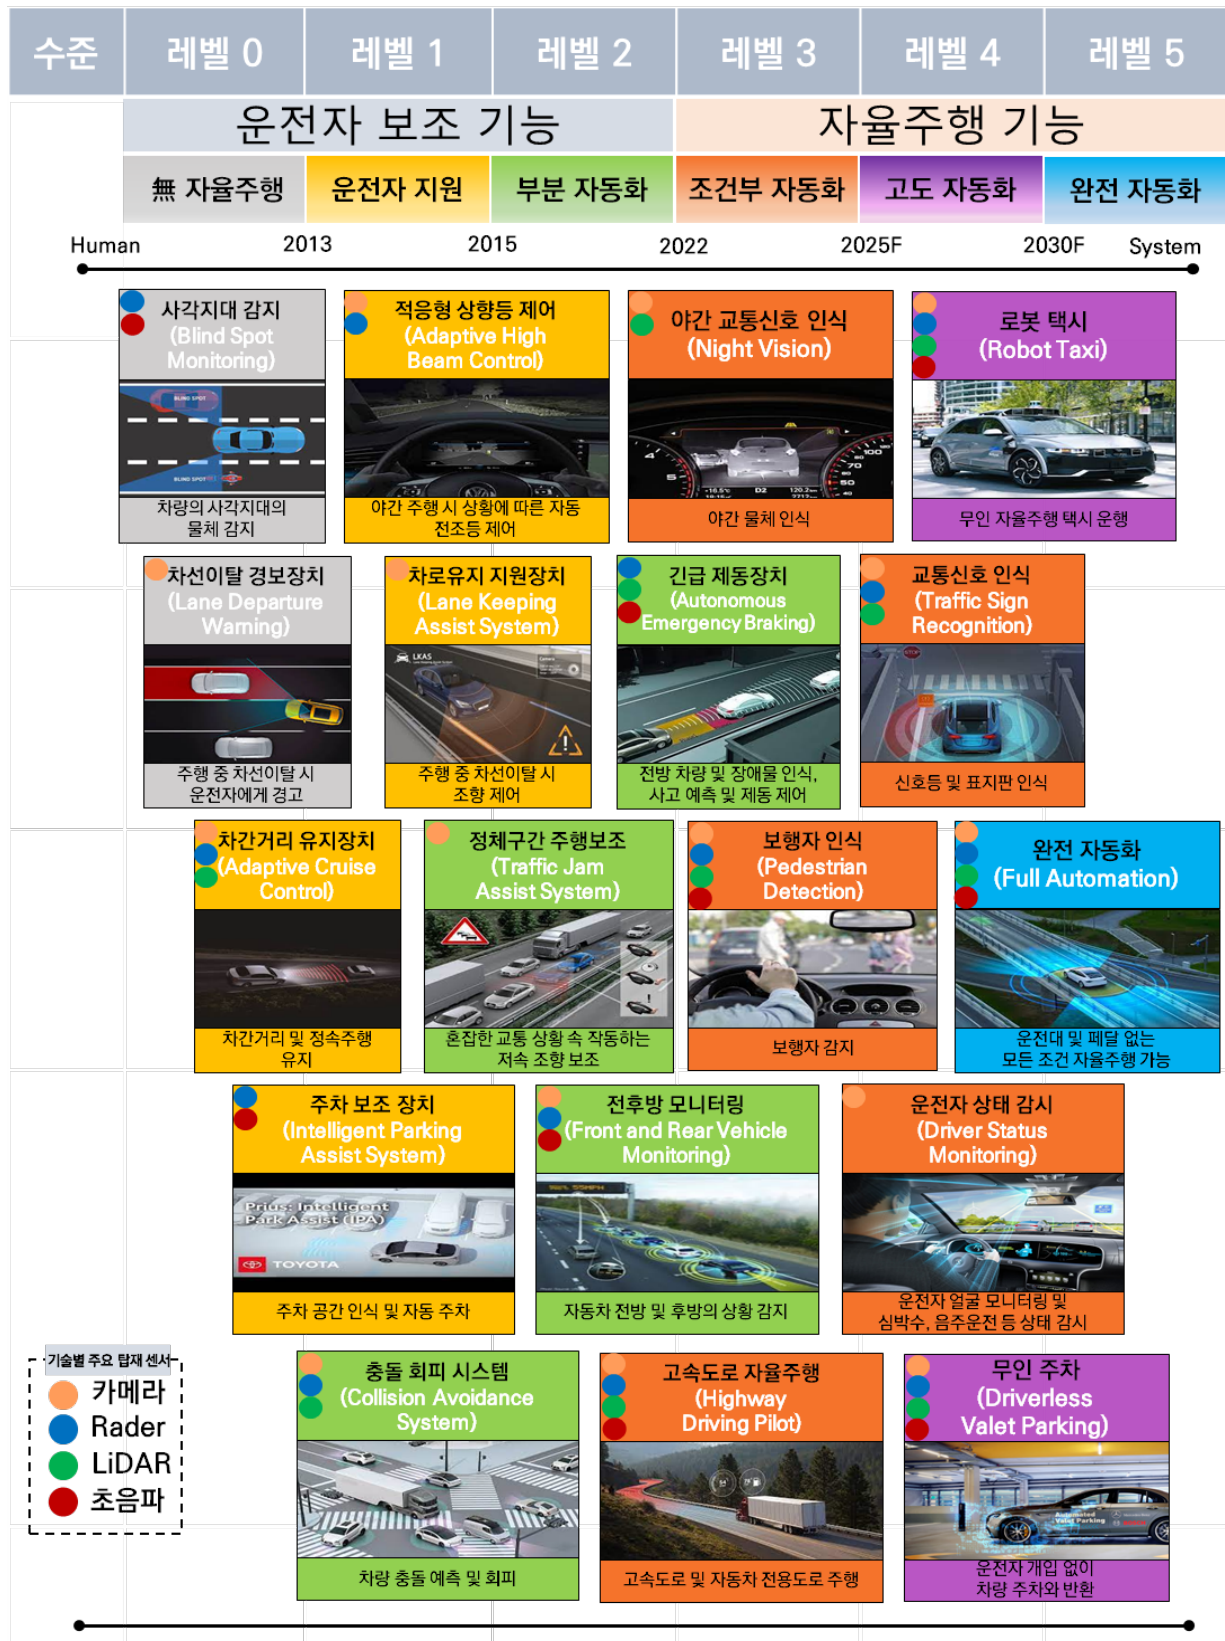 수준 레벨 0 레벨 1 레벨 2 레벨 3 레벨 4 레벨 5
운전자 보조 기능 자율주행 기능
無 자율주행 운전자 지원 부분 자동화 조건부 자동화 고도 자동화 완전 자동화
Human 2013 2015 2022 2025F 2030F System
사각지대 감지
(Blind Spot
Monitoring)
BLIND SPOT
BLIND SPOT
차량의 사각지대의
물체 감지
적응형 상향등 제어
(Adaptive High
Beam Control)
야간 주행 시 상황에 따른 자동
전조등 제어
야간 교통신호 인식
(Night Vision)
야간 물체 인식
로봇 택시
(Robot Taxi)
무인 자율주행 택시 운행
차선이탈 경보장치
(Lane Departure
Warning)
주행 중 차선이탈 시
운전자에게 경고
차로유지 지원장치
(Lane Keeping
Assist System)
LKAS
주행 중 차선이탈 시
조향 제어
긴급 제동장치
(Autonomous
Emergency Braking)
전방 차량 및 장애물 인식,
사고 예측 및 제동 제어
교통신호 인식
(Traffic Sign
Recognition)
STOP
신호등 및 표지판 인식
차간거리 유지장치
(Adaptive Cruise
Control)
차간거리 및 정속주행
유지
정체구간 주행보조
(Traffic Jam
Assist System)
혼잡한 교통 상황 속 작동하는
저속 조향 보조
보행자 인식
(Pedestrian
Detection)
보행자 감지
완전 자동화
(Full Automation)
운전대 및 페달 없는
모든 조건 자율주행 가능
주차 보조 장치
(Intelligent Parking
Assist System)
Prius: Intelligent
Park Assist (IPA)
TOYOTA
주차 공간 인식 및 자동 주차
전후방 모니터링
(Front and Rear Vehicle
Monitoring)
자동차 전방 및 후방의 상황 감지
운전자 상태 감시
(Driver Status
Monitoring)
운전자 얼굴 모니터링 및
심박수, 음주운전 등 상태 감시
기술별 주요 탑재 센서
카메라
Rader
LiDAR
초음파
충돌 회피 시스템
(Collision Avoidance
System)
차량 충돌 예측 및 회피
고속도로 자율주행
(Highway
Driving Pilot)
고속도로 및 자동차 전용도로 주행
무인 주차
(Driverless
Valet Parking)
Automated
Valet Parking
운전자 개입 없이
차량 주차와 반환